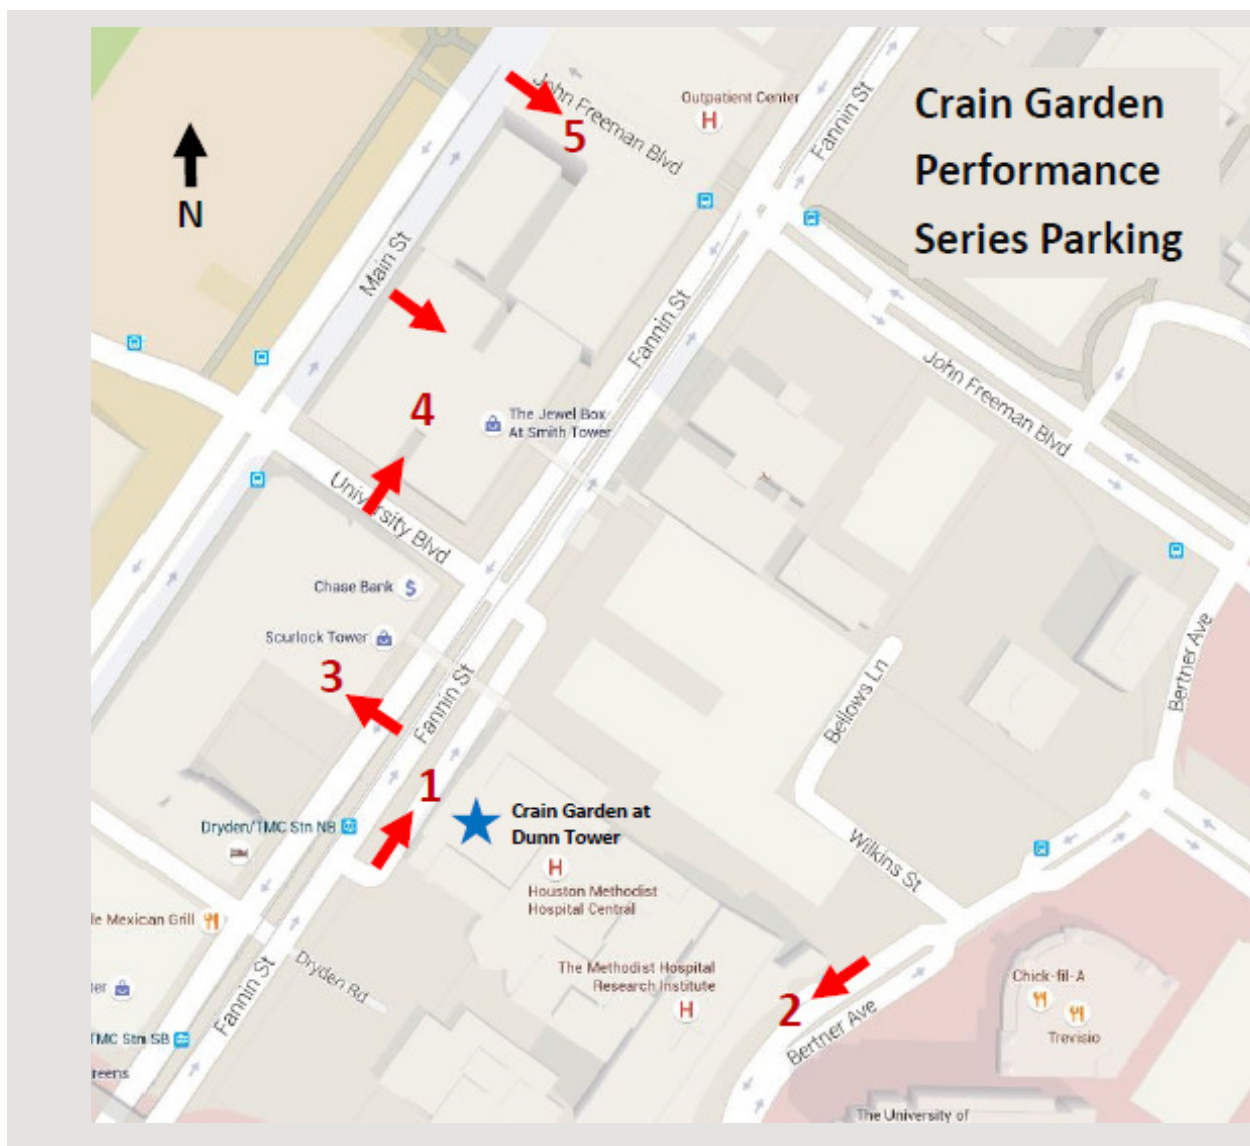 Crain Garden
Performance
Series Parking
N
John Freeman Blvd
5
Outpatient Center
H
Fannin St
Main St
Fannin St
4
The Jewel Box
At Smith Tower
John Freeman Blvd
University Blvd
Chase Bank $
Scurlock Tower
3
Fannin St
Bertner Ave
Bellows Ln
1
Crain Garden at
Dunn Tower
Dryden/TMC Stn NB
H
Houston Methodist
Hospital Central
Wilkins St
le Mexican Grill
Dryden Rd
Fannin St
The Methodist Hospital
Research Institute
H
2
Bertner Ave
Chick-fil-A
Trevisio
ter
TMC Stn SB
reens
The University of